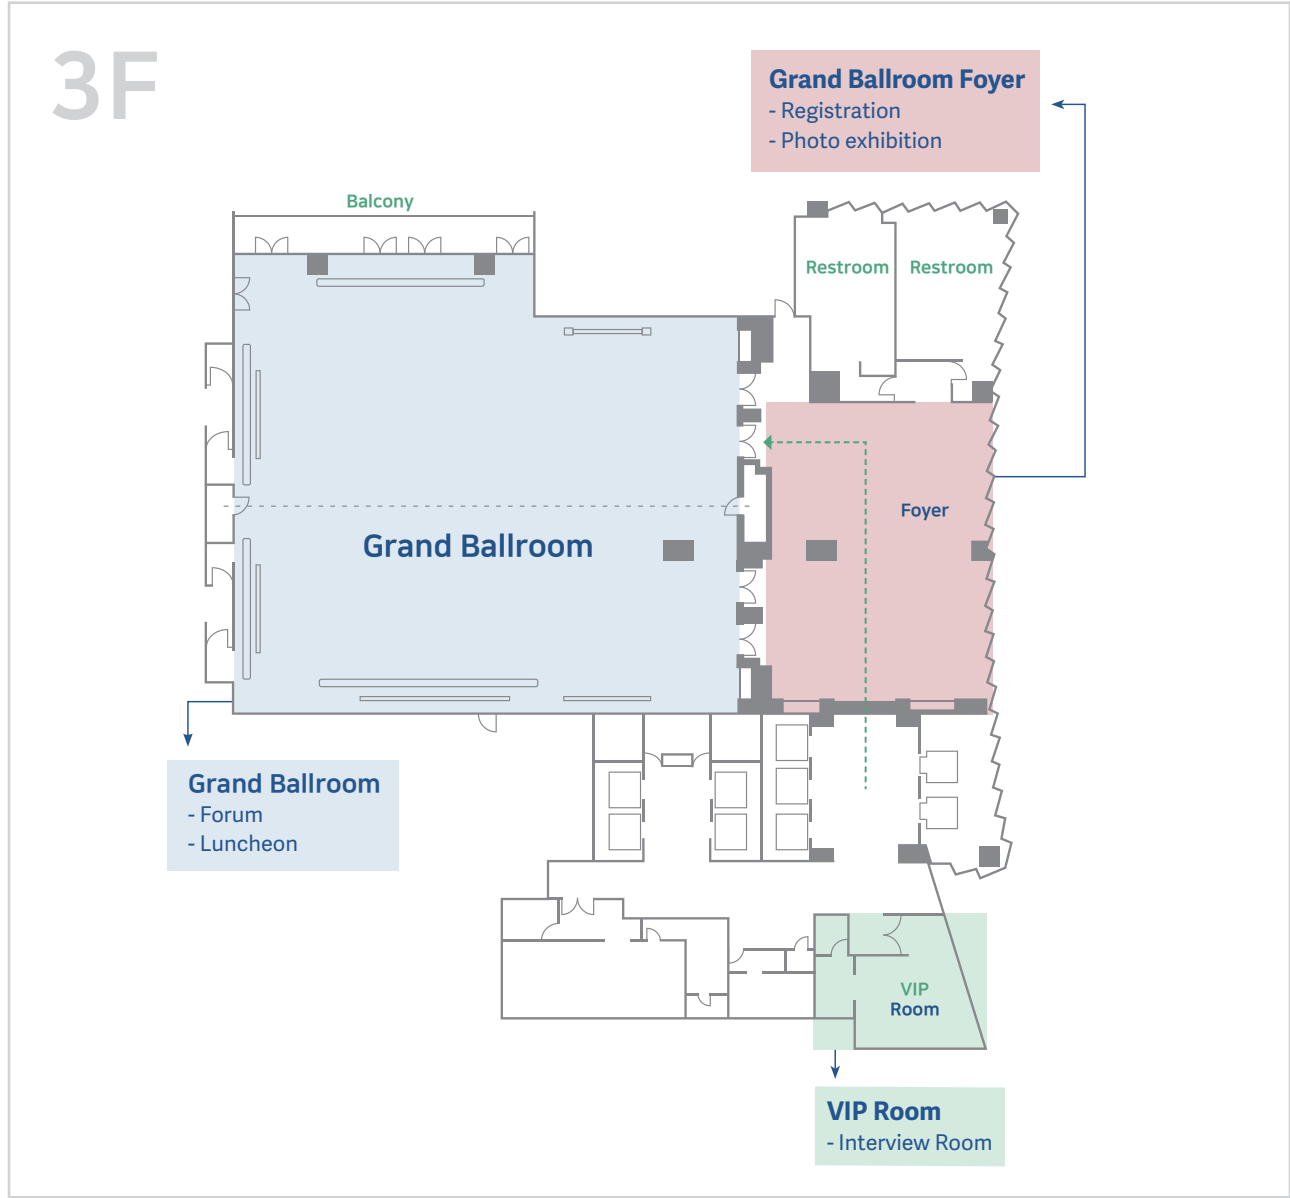 3F
Grand Ballroom Foyer
- Registration
- Photo exhibition
Balcony
Restroom
Restroom
Foyer
Grand Ballroom
Grand Ballroom
- Forum
- Luncheon
VIP
Room
VIP Room
- Interview Room